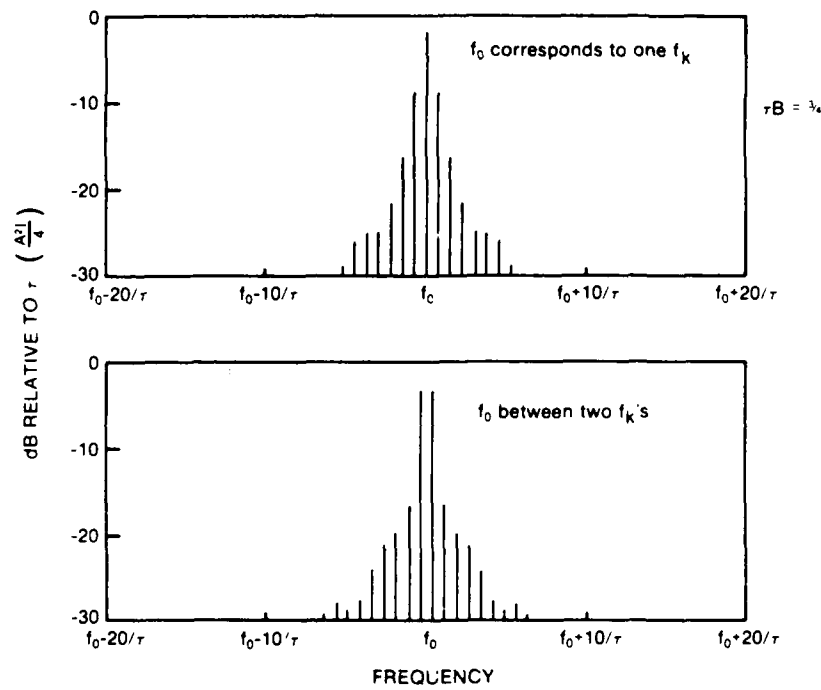 0
f₀ corresponds to one fₖ
-10
τB = ¾
-20
-30
f₀-20/τ f₀-10/τ f₀ f₀+10/τ f₀+20/τ
dB RELATIVE TO τ (A²I/4)
0
f₀ between two fₖ's
-10
-20
-30
f₀-20/τ f₀-10/τ f₀ f₀+10/τ f₀+20/τ
FREQUENCY